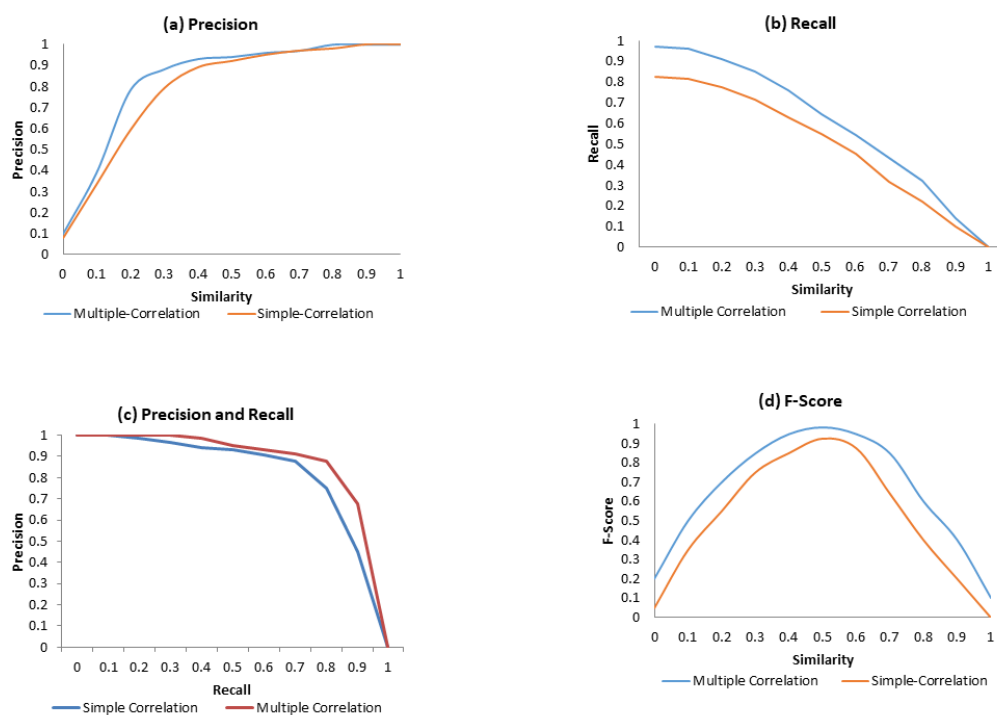 (a) Precision
1
0.9
0.8
0.7
0.6
0.5
0.4
0.3
0.2
0.1
0
Precision
0 0.1 0.2 0.3 0.4 0.5 0.6 0.7 0.8 0.9 1
Similarity
Multiple-Correlation Simple-Correlation
(b) Recall
1
0.9
0.8
0.7
0.6
0.5
0.4
0.3
0.2
0.1
0
Recall
0 0.1 0.2 0.3 0.4 0.5 0.6 0.7 0.8 0.9 1
Similarity
Multiple Correlation Simple Correlation
(c) Precision and Recall
1
0.9
0.8
0.7
0.6
0.5
0.4
0.3
0.2
0.1
0
Precision
0 0.1 0.2 0.3 0.4 0.5 0.6 0.7 0.8 0.9 1
Recall
Simple Correlation Multiple Correlation
(d) F-Score
1
0.9
0.8
0.7
0.6
0.5
0.4
0.3
0.2
0.1
0
F-Score
0 0.1 0.2 0.3 0.4 0.5 0.6 0.7 0.8 0.9 1
Similarity
Multiple Correlation Simple-Correlation